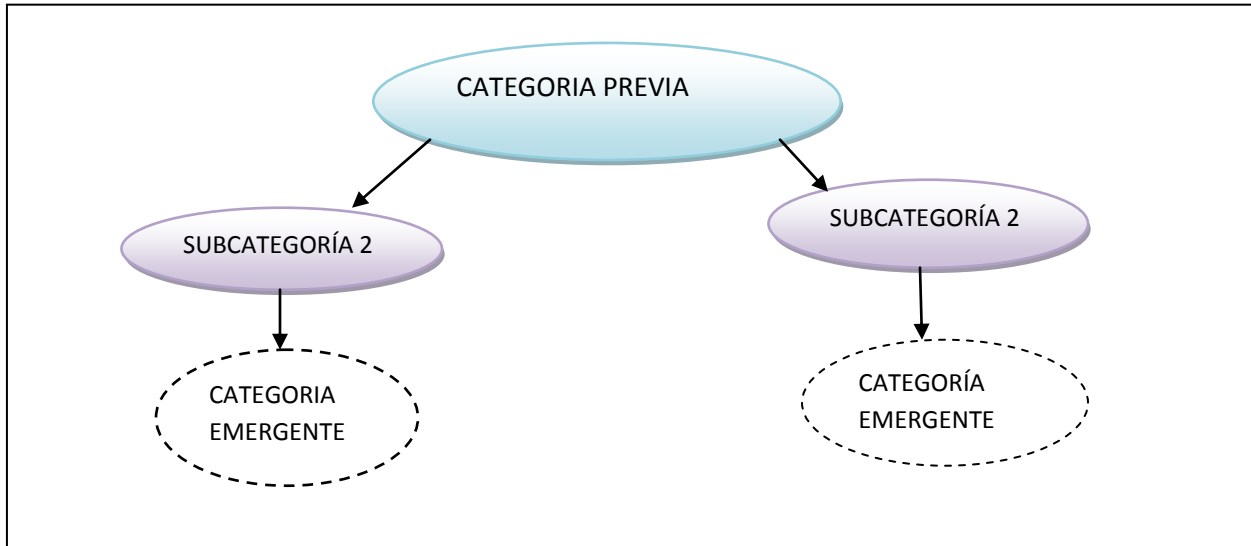 CATEGORIA PREVIA
SUBCATEGORÍA 2
SUBCATEGORÍA 2
CATEGORIA
EMERGENTE
CATEGORÍA
EMERGENTE